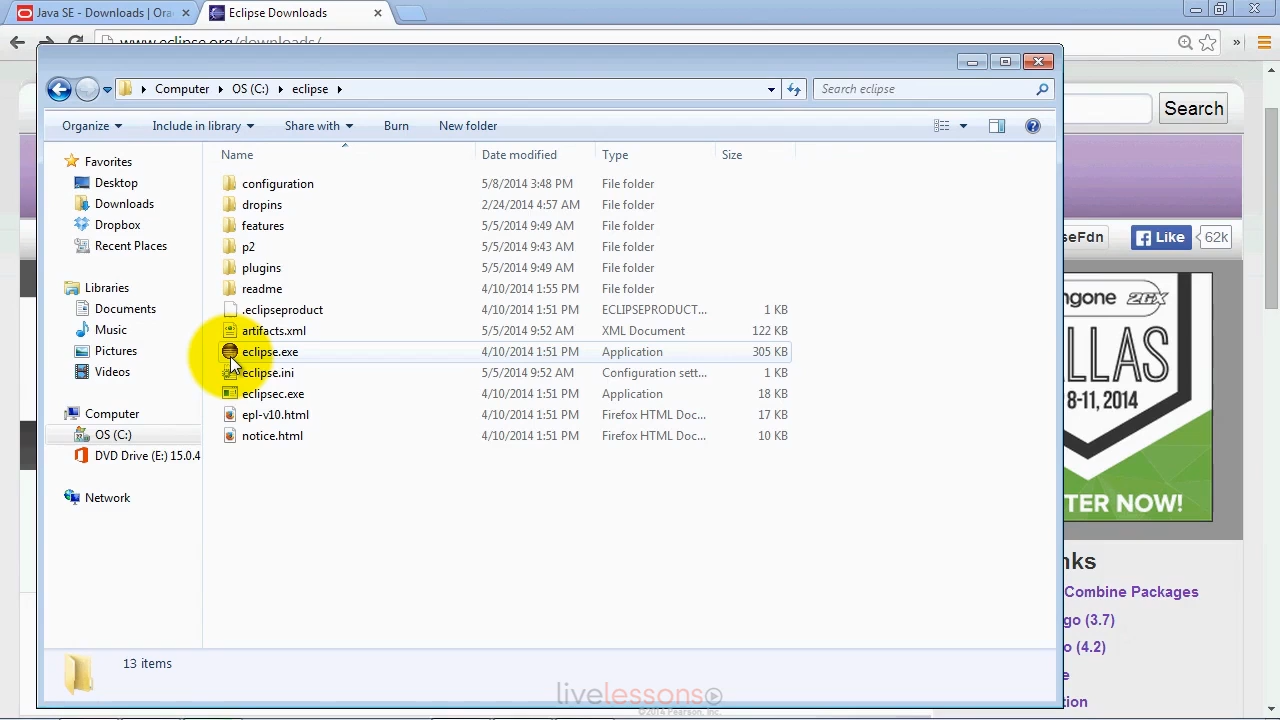 Java SE - Downloads | Ora
Eclipse Downloads
www.eclipse.org/downloads/
Computer OS (C:) eclipse
Search eclipse
Search
Organize Include in library Share with Burn New folder
Name Date modified Type Size
Favorites
Desktop
Downloads
Dropbox
Recent Places
Libraries
Documents
Music
Pictures
Videos
Computer
OS (C:)
DVD Drive (E:) 15.0.4
Network
configuration 5/8/2014 3:48 PM File folder
dropins 2/24/2014 4:57 AM File folder
features 5/5/2014 9:49 AM File folder
p2 5/5/2014 9:43 AM File folder
plugins 5/5/2014 9:49 AM File folder
readme 4/10/2014 1:55 PM File folder
.eclipseproduct 4/10/2014 1:51 PM ECLIPSEPRODUCT... 1 KB
artifacts.xml 5/5/2014 9:52 AM XML Document 122 KB
eclipse.exe 4/10/2014 1:51 PM Application 305 KB
eclipse.ini 5/5/2014 9:52 AM Configuration sett... 1 KB
eclipsec.exe 4/10/2014 1:51 PM Application 18 KB
epl-v10.html 4/10/2014 1:51 PM Firefox HTML Doc... 17 KB
notice.html 4/10/2014 1:51 PM Firefox HTML Doc... 10 KB
13 items
seFdn Like 62k
ngone 2GX
LLAS
8-11, 2014
TER NOW!
nks
Combine Packages
go (3.7)
o (4.2)
e
tion
livelessons
©2014 Pearson, Inc.